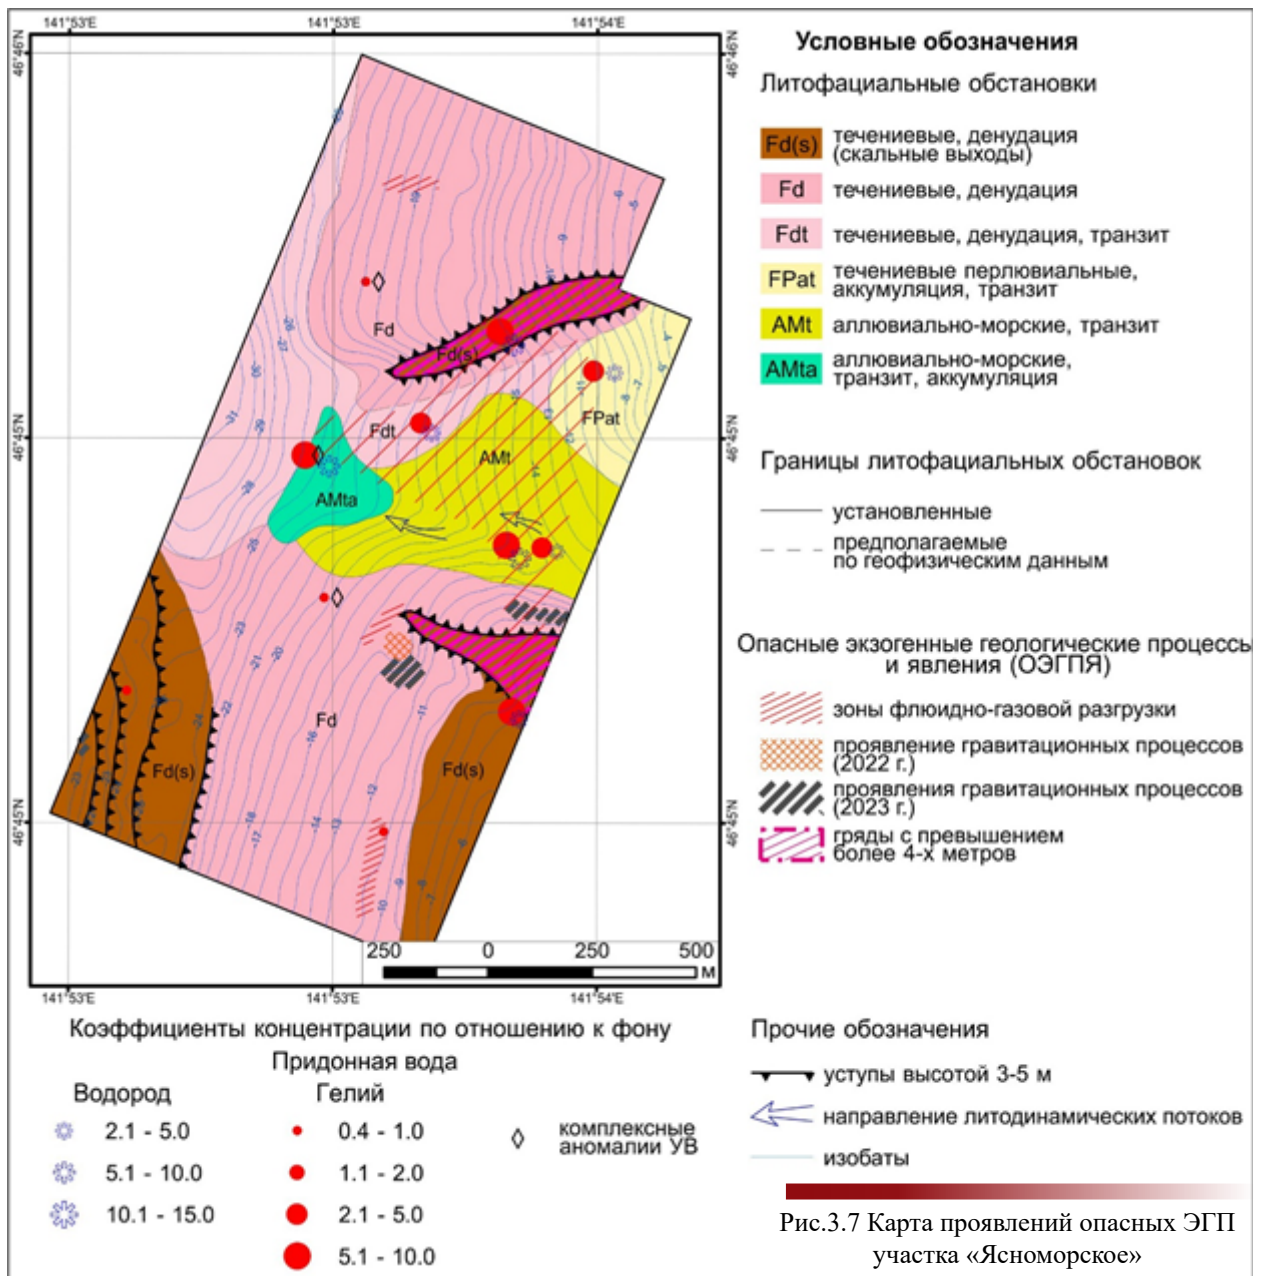 141°53'E 141°53'E 141°54'E
46°46'N 46°46'N
46°45'N 46°45'N
46°45'N 46°45'N
141°53'E 141°53'E 141°54'E
Fd
Fd(s)
FPat
Fdt
AMt
AMta
Fd
Fd(s)
Fd(s)
250 0 250 500
м
Условные обозначения
Литофациальные обстановки
Fd(s) течениевые, денудация
(скальные выходы)
Fd течениевые, денудация
Fdt течениевые, денудация, транзит
FPat течениевые перлювиальные,
аккумуляция, транзит
AMt аллювиально-морские, транзит
AMta аллювиально-морские,
транзит, аккумуляция
Границы литофациальных обстановок
установленные
предполагаемые
по геофизическим данным
Опасные экзогенные геологические процессы
и явления (ОЭГПЯ)
зоны флюидно-газовой разгрузки
проявление гравитационных процессов
(2022 г.)
проявления гравитационных процессов
(2023 г.)
гряды с превышением
более 4-х метров
Коэффициенты концентрации по отношению к фону
Придонная вода
Водород Гелий
2.1 - 5.0 0.4 - 1.0
5.1 - 10.0 1.1 - 2.0
10.1 - 15.0 2.1 - 5.0
5.1 - 10.0
комплексные
аномалии УВ
Прочие обозначения
уступы высотой 3-5 м
направление литодинамических потоков
изобаты
Рис.3.7 Карта проявлений опасных ЭГП
участка «Ясноморское»